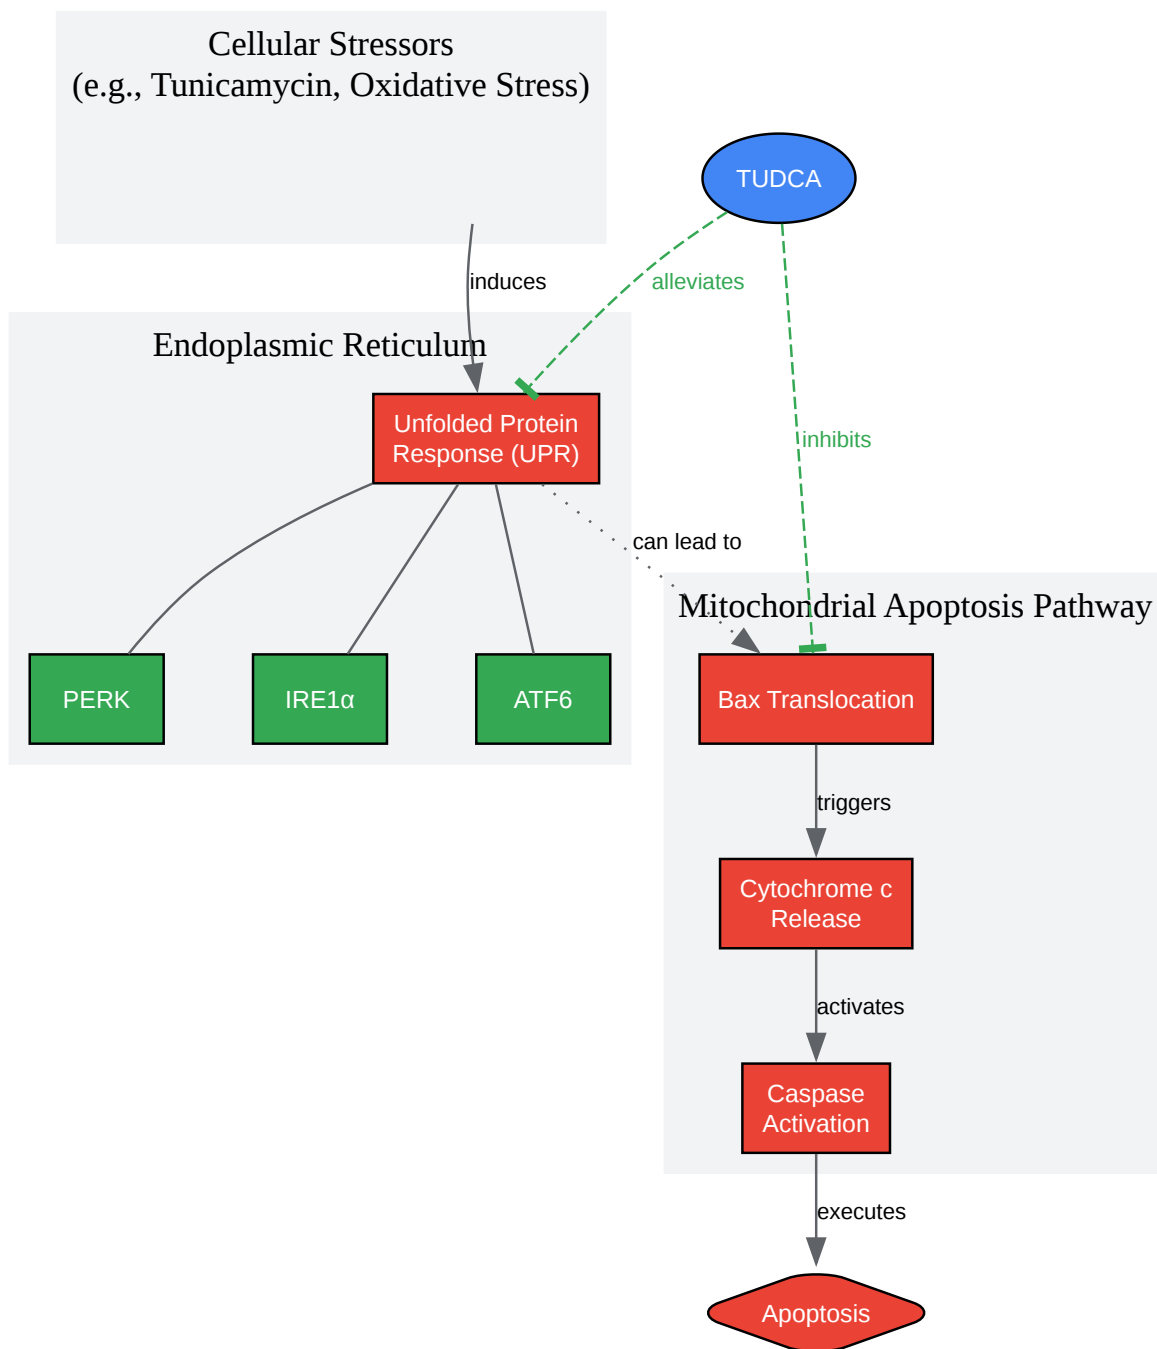 Cellular Stressors
(e.g., Tunicamycin, Oxidative Stress)
TUDCA
induces
alleviates
Endoplasmic Reticulum
Unfolded Protein
Response (UPR)
inhibits
can lead to
Mitochondrial Apoptosis Pathway
PERK
IRE1α
ATF6
Bax Translocation
triggers
Cytochrome c
Release
activates
Caspase
Activation
executes
Apoptosis